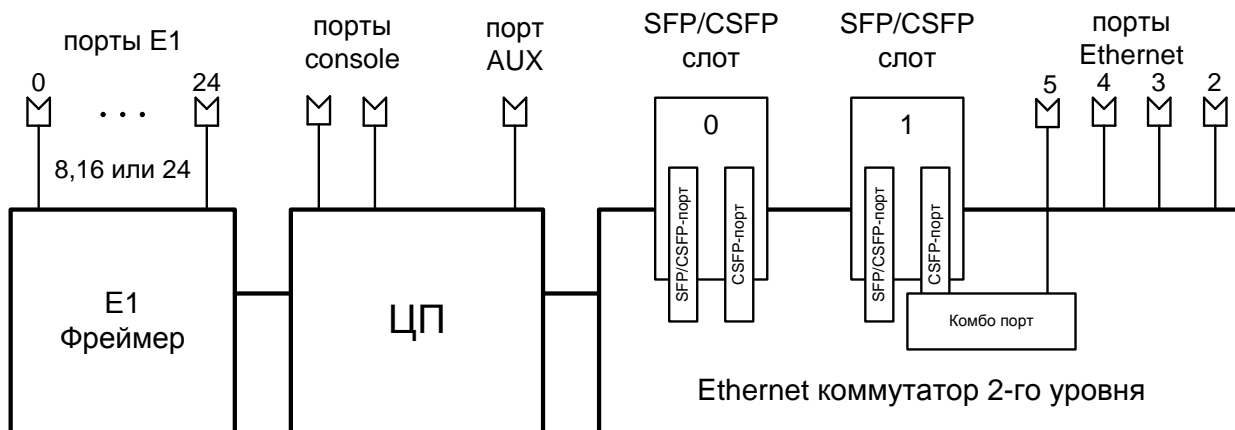 порты E1
порты
console
порт
AUX
SFP/CSFP
слот
SFP/CSFP
слот
порты
Ethernet
0
. . .
24
8,16 или 24
0
1
5
4
3
2
SFP/CSFP-порт
CSFP-порт
SFP/CSFP-порт
CSFP-порт
Комбо порт
E1
Фреймер
ЦП
Ethernet коммутатор 2-го уровня